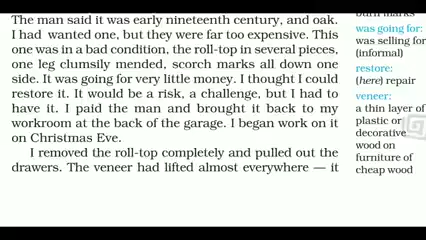 The man said it was early nineteenth century, and oak.
I had wanted one, but they were far too expensive. This
one was in a bad condition, the roll-top in several pieces,
one leg clumsily mended, scorch marks all down one
side. It was going for very little money. I thought I could
restore it. It would be a risk, a challenge, but I had to
have it. I paid the man and brought it back to my
workroom at the back of the garage. I began work on it
on Christmas Eve.
I removed the roll-top completely and pulled out the
drawers. The veneer had lifted almost everywhere — it
burn marks
was going for:
was selling for
(informal)
restore:
(here) repair
veneer:
a thin layer of
plastic or
decorative
wood on
furniture of
cheap wood